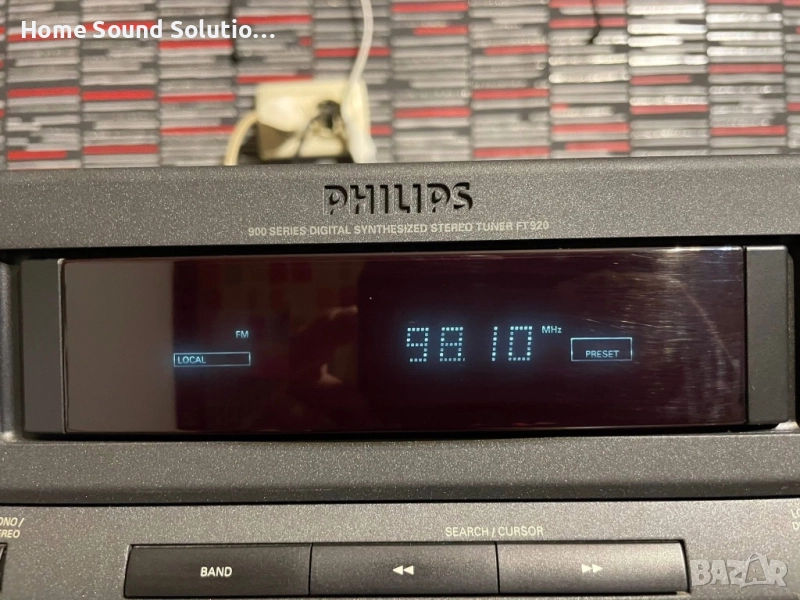 Home Sound Solutio...
PHILIPS
900 SERIES DIGITAL SYNTHESIZED STEREO TUNER FT920
FM
LOCAL
98.10 MHz
PRESET
SEARCH / CURSOR
BAND
BAZAR